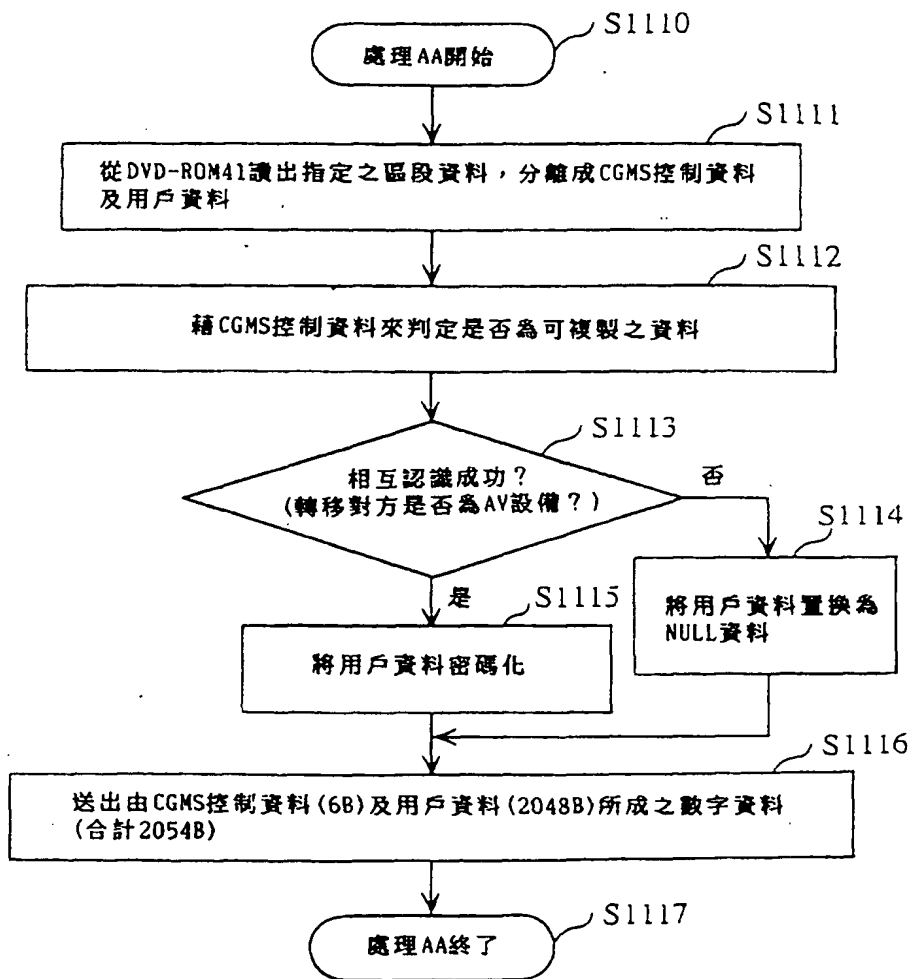 S1110
處理AA開始
S1111
從DVD-ROM41讀出指定之區段資料，分離成CGMS控制資料
及用戶資料
S1112
藉CGMS控制資料來判定是否為可複製之資料
S1113
相互認識成功？
(轉移對方是否為AV設備？)
否
S1114
將用戶資料置換為
NULL資料
是
S1115
將用戶資料密碼化
S1116
送出由CGMS控制資料(6B)及用戶資料(2048B)所成之數字資料
(合計2054B)
S1117
處理AA終了